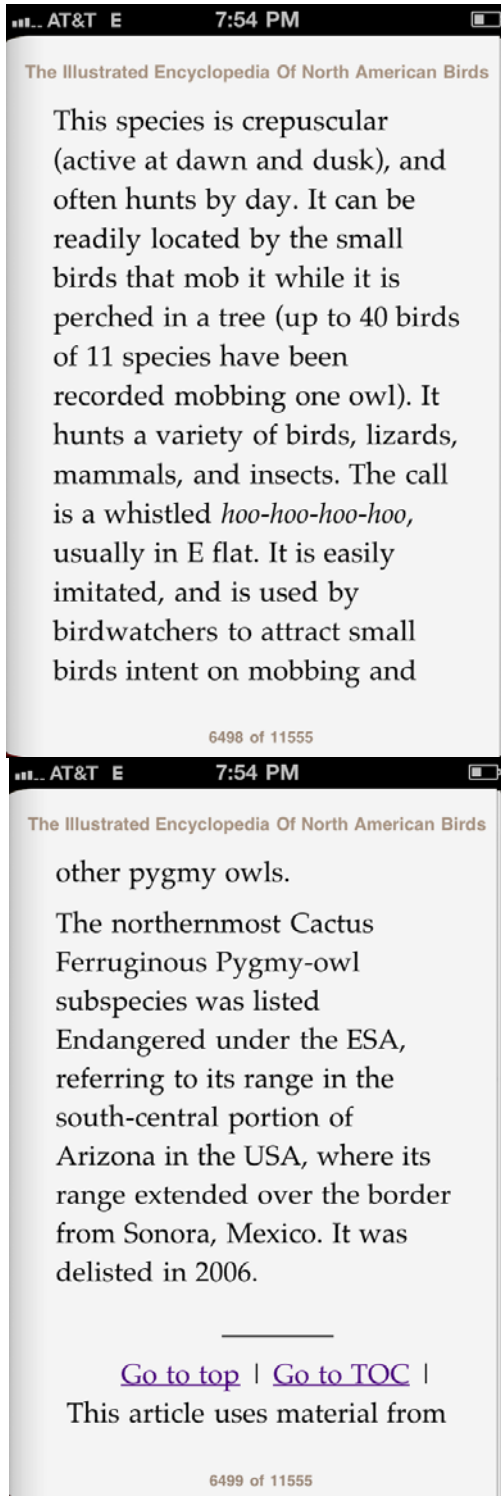 AT&T E 7:54 PM
The Illustrated Encyclopedia Of North American Birds
This species is crepuscular
(active at dawn and dusk), and
often hunts by day. It can be
readily located by the small
birds that mob it while it is
perched in a tree (up to 40 birds
of 11 species have been
recorded mobbing one owl). It
hunts a variety of birds, lizards,
mammals, and insects. The call
is a whistled hoo-hoo-hoo-hoo,
usually in E flat. It is easily
imitated, and is used by
birdwatchers to attract small
birds intent on mobbing and
6498 of 11555
AT&T E 7:54 PM
The Illustrated Encyclopedia Of North American Birds
other pygmy owls.
The northernmost Cactus
Ferruginous Pygmy-owl
subspecies was listed
Endangered under the ESA,
referring to its range in the
south-central portion of
Arizona in the USA, where its
range extended over the border
from Sonora, Mexico. It was
delisted in 2006.
Go to top | Go to TOC |
This article uses material from
6499 of 11555